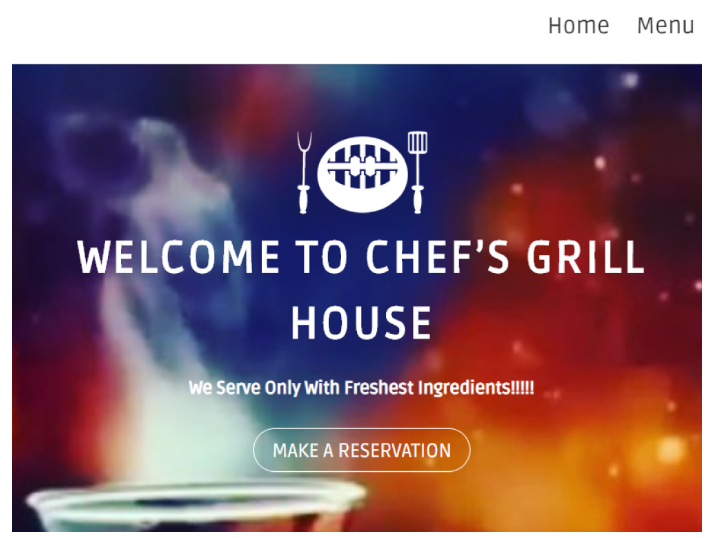 Home Menu
WELCOME TO CHEF’S GRILL
HOUSE
We Serve Only With Freshest Ingredients!!!!!
MAKE A RESERVATION